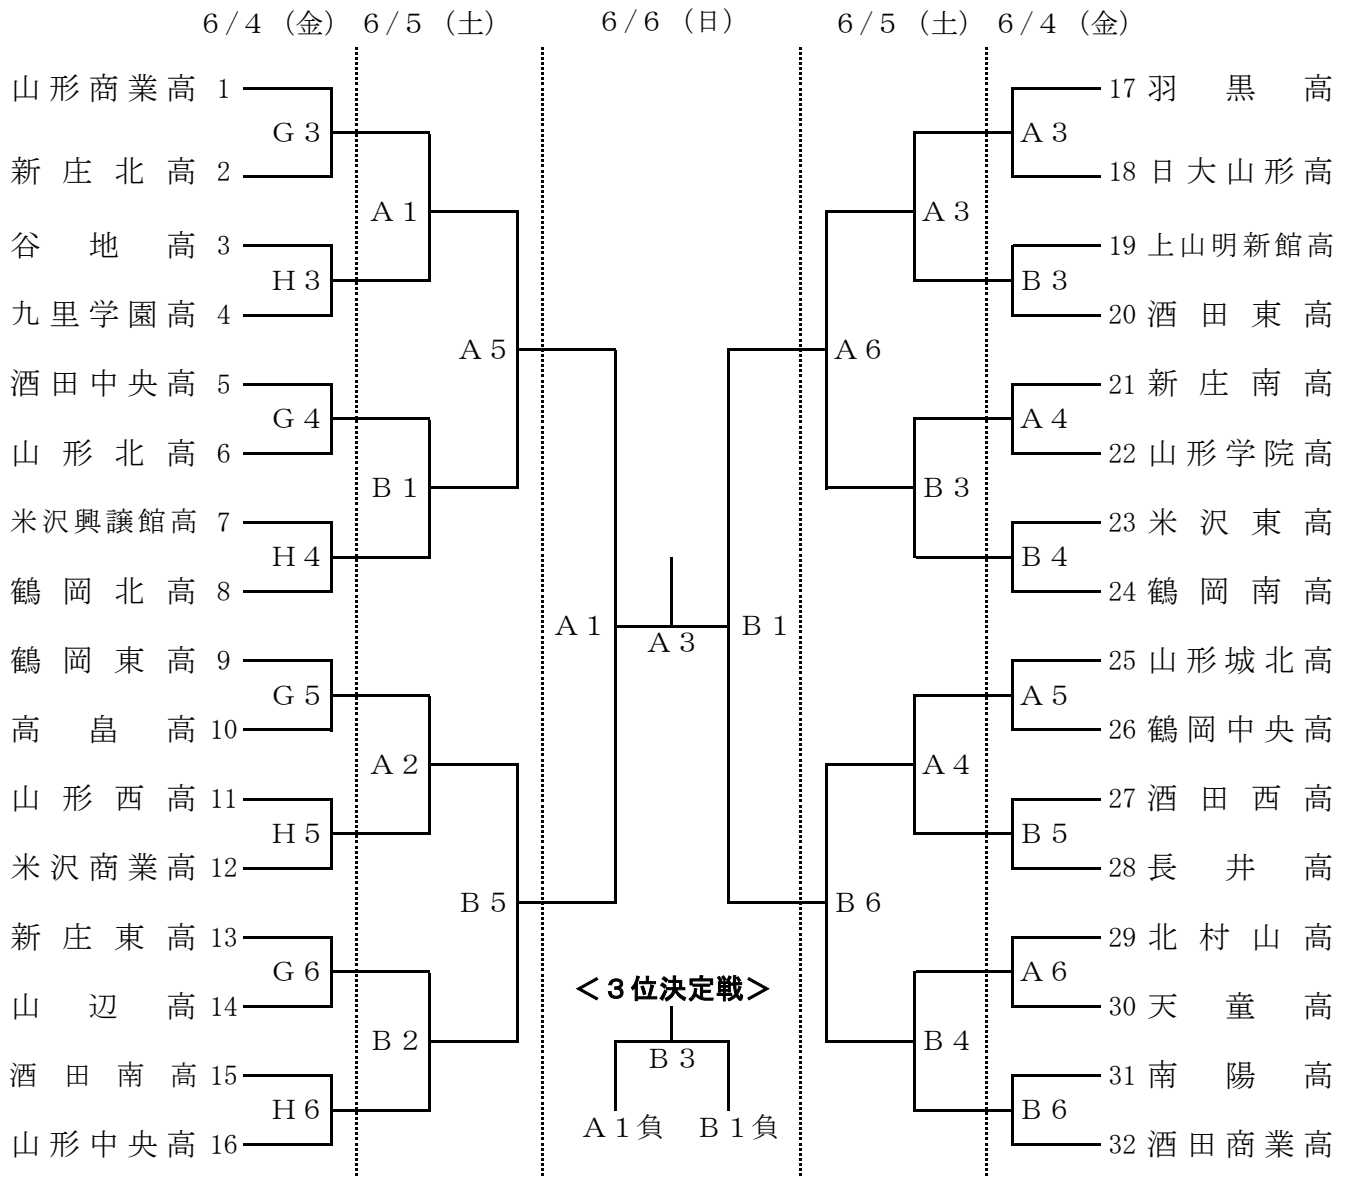 ６/４（金） ６/５（土） ６/６（日） ６/５（土） ６/４（金）
山形商業高 1 17 羽黒高
Ｇ３ Ａ３
新庄北高 2 18 日大山形高
Ａ１ Ａ３
谷地高 3 19 上山明新館高
Ｈ３ Ｂ３
九里学園高 4 20 酒田東高
Ａ５ Ａ６
酒田中央高 5 21 新庄南高
Ｇ４ Ａ４
山形北高 6 22 山形学院高
Ｂ１ Ｂ３
米沢興譲館高 7 23 米沢東高
Ｈ４ Ｂ４
鶴岡北高 8 24 鶴岡南高
Ａ１ Ａ３ Ｂ１
鶴岡東高 9 25 山形城北高
Ｇ５ Ａ５
高畠高 10 26 鶴岡中央高
Ａ２ Ａ４
山形西高 11 27 酒田西高
Ｈ５ Ｂ５
米沢商業高 12 28 長井高
Ｂ５ Ｂ６
新庄東高 13 29 北村山高
Ｇ６ Ａ６
＜３位決定戦＞
山辺高 14 30 天童高
Ｂ２ Ｂ３ Ｂ４
酒田南高 15 31 南陽高
Ｈ６ Ｂ６
Ａ１負 Ｂ１負
山形中央高 16 32 酒田商業高